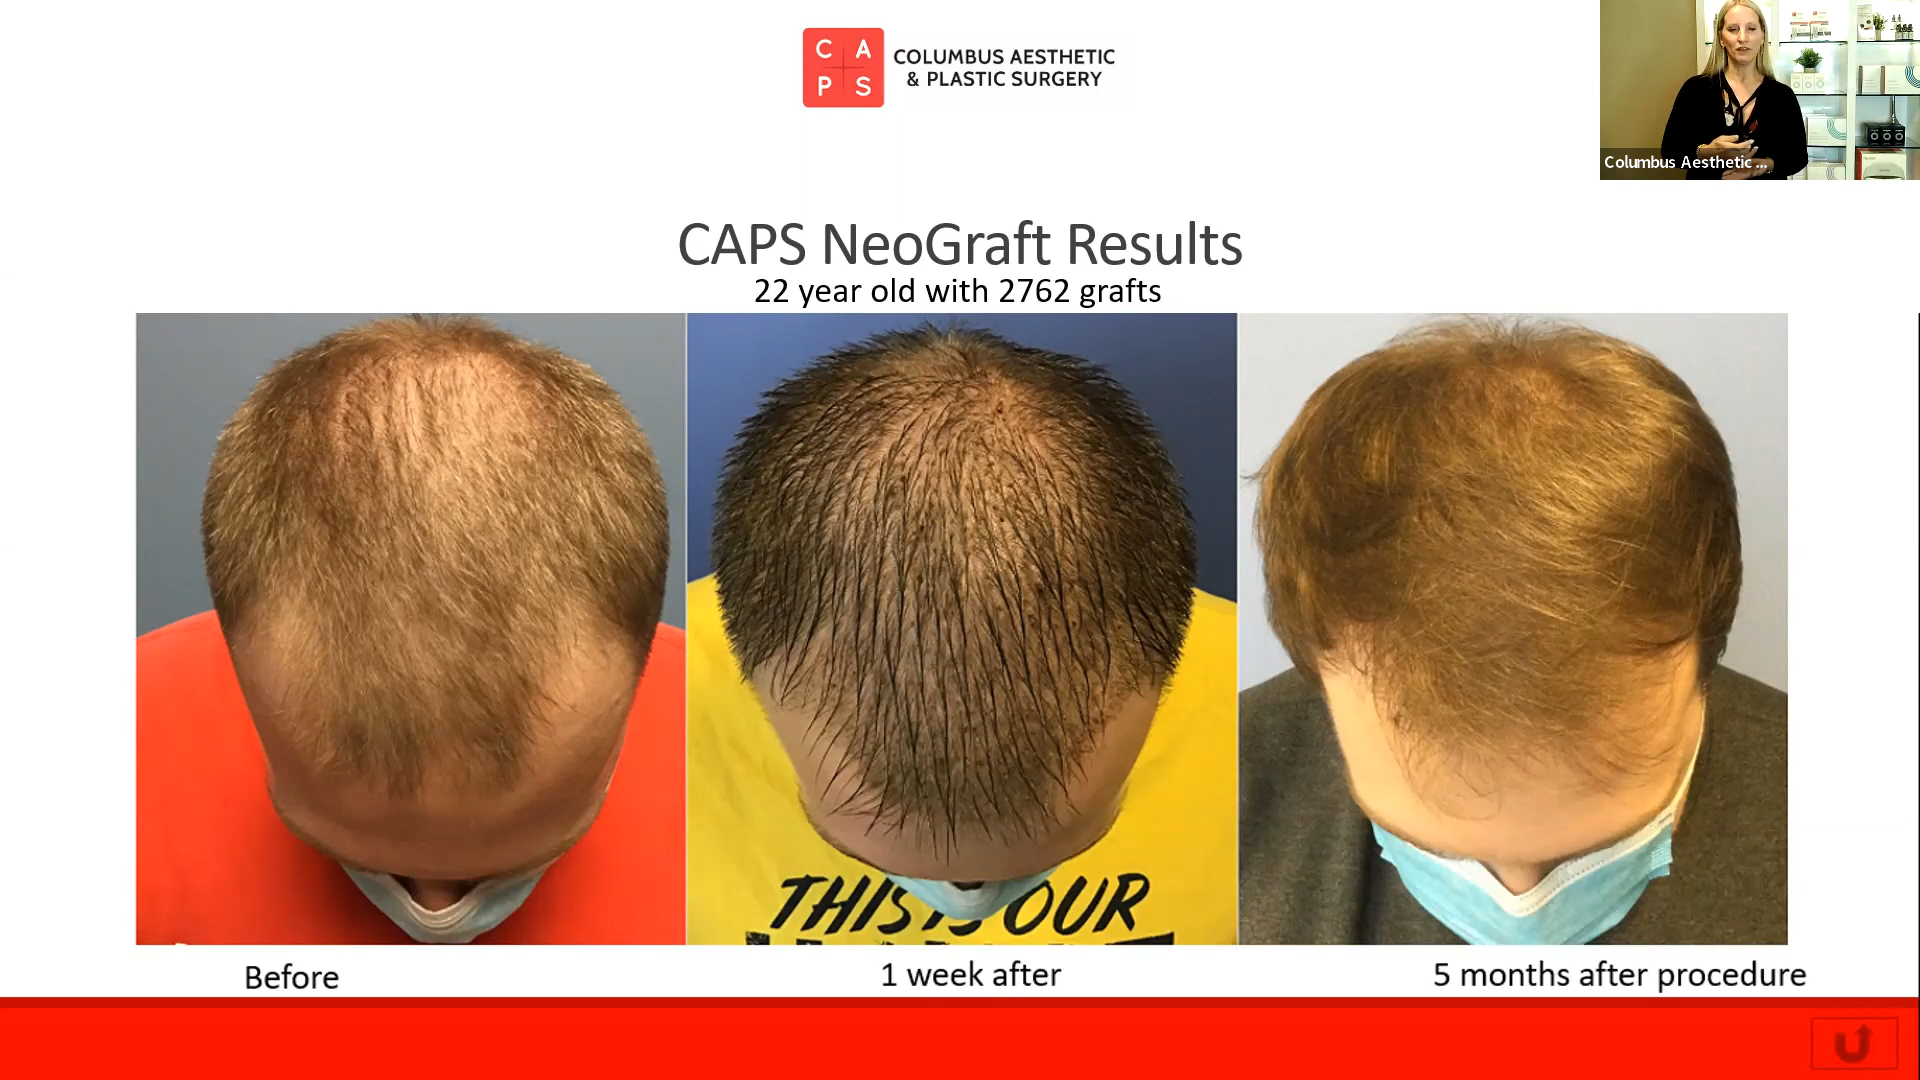 C A
P S
COLUMBUS AESTHETIC
& PLASTIC SURGERY
Columbus Aesthetic ...
CAPS NeoGraft Results
22 year old with 2762 grafts
THIS IS OUR
Before
1 week after
5 months after procedure